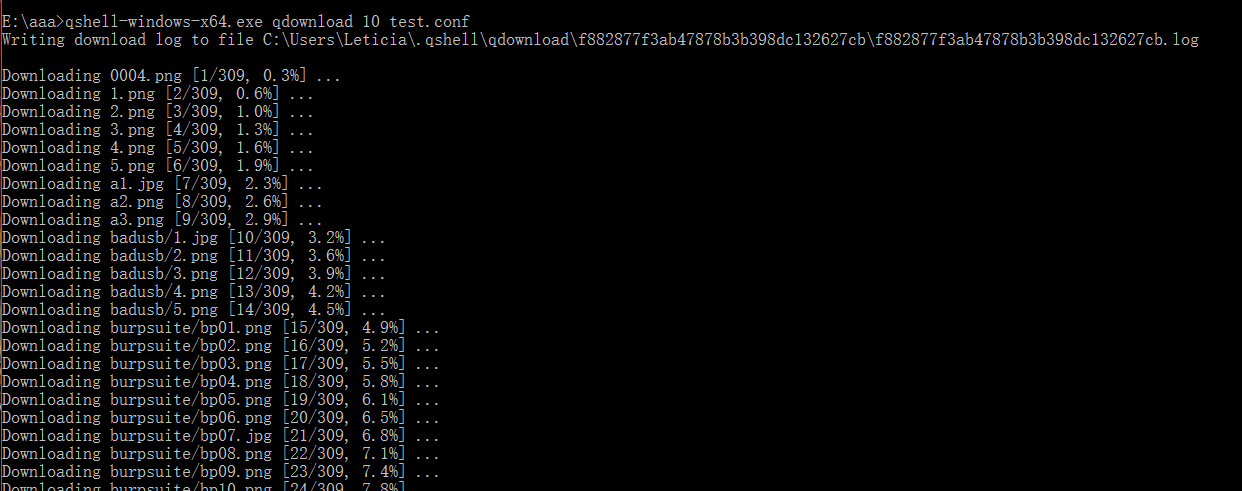 E:\aaa>qshell-windows-x64.exe qdownload 10 test.conf
Writing download log to file C:\Users\Leticia\.qshell\qdownload\f882877f3ab47878b3b398dc132627cb\f882877f3ab47878b3b398dc132627cb.log
Downloading 0004.png [1/309, 0.3%] ...
Downloading 1.png [2/309, 0.6%] ...
Downloading 2.png [3/309, 1.0%] ...
Downloading 3.png [4/309, 1.3%] ...
Downloading 4.png [5/309, 1.6%] ...
Downloading 5.png [6/309, 1.9%] ...
Downloading a1.jpg [7/309, 2.3%] ...
Downloading a2.png [8/309, 2.6%] ...
Downloading a3.png [9/309, 2.9%] ...
Downloading badusb/1.jpg [10/309, 3.2%] ...
Downloading badusb/2.png [11/309, 3.6%] ...
Downloading badusb/3.png [12/309, 3.9%] ...
Downloading badusb/4.png [13/309, 4.2%] ...
Downloading badusb/5.png [14/309, 4.5%] ...
Downloading burpsuite/bp01.png [15/309, 4.9%] ...
Downloading burpsuite/bp02.png [16/309, 5.2%] ...
Downloading burpsuite/bp03.png [17/309, 5.5%] ...
Downloading burpsuite/bp04.png [18/309, 5.8%] ...
Downloading burpsuite/bp05.png [19/309, 6.1%] ...
Downloading burpsuite/bp06.png [20/309, 6.5%] ...
Downloading burpsuite/bp07.jpg [21/309, 6.8%] ...
Downloading burpsuite/bp08.png [22/309, 7.1%] ...
Downloading burpsuite/bp09.png [23/309, 7.4%] ...
Downloading burpsuite/bp10.png [24/309, 7.8%] ...